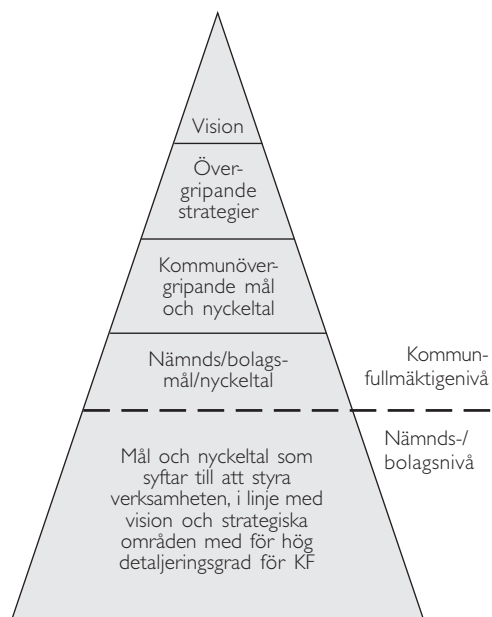 Vision
Över-
gripande
strategier
Kommunöver-
gripande mål
och nyckeltal
Nämnds/bolags-
mål/nyckeltal
Kommun-
fullmäktigenivå
Nämnds-/
bolagsnivå
Mål och nyckeltal som
syftar till att styra
verksamheten, i linje med
vision och strategiska
områden med för hög
detaljeringsgrad för KF